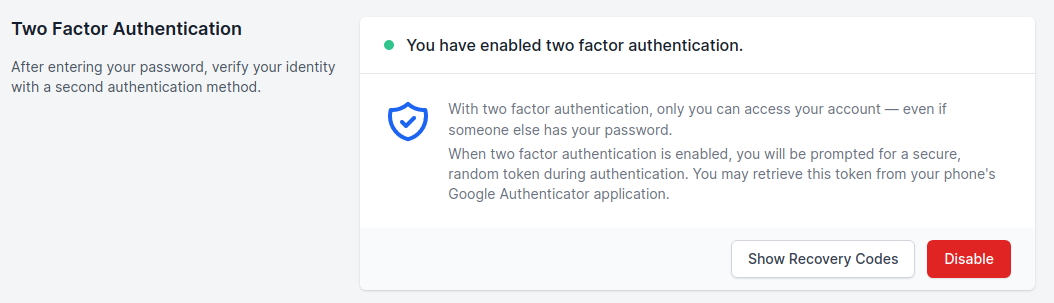 Two Factor Authentication
After entering your password, verify your identity
with a second authentication method.
You have enabled two factor authentication.
With two factor authentication, only you can access your account — even if
someone else has your password.
When two factor authentication is enabled, you will be prompted for a secure,
random token during authentication. You may retrieve this token from your phone's
Google Authenticator application.
Show Recovery Codes
Disable